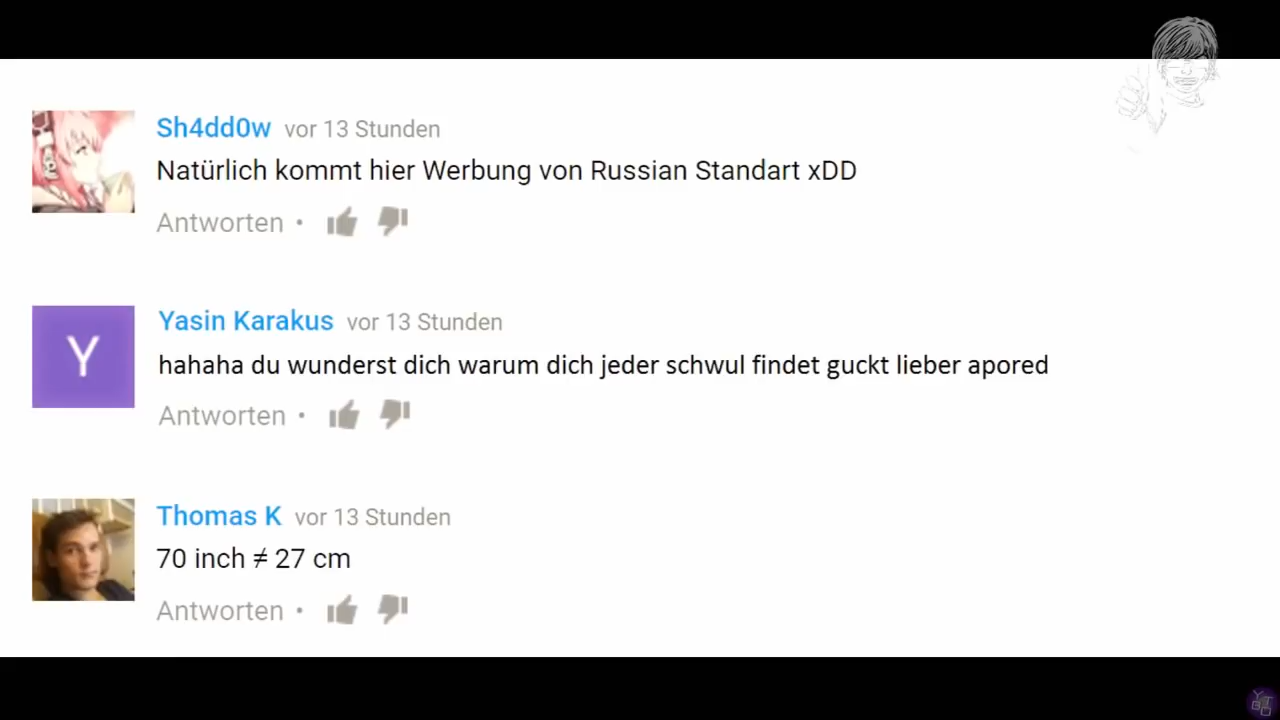 Sh4dd0w vor 13 Stunden
Natürlich kommt hier Werbung von Russian Standart xDD
Antworten •
Y
Yasin Karakus vor 13 Stunden
hahaha du wunderst dich warum dich jeder schwul findet guckt lieber apored
Antworten •
Thomas K vor 13 Stunden
70 inch ≠ 27 cm
Antworten •